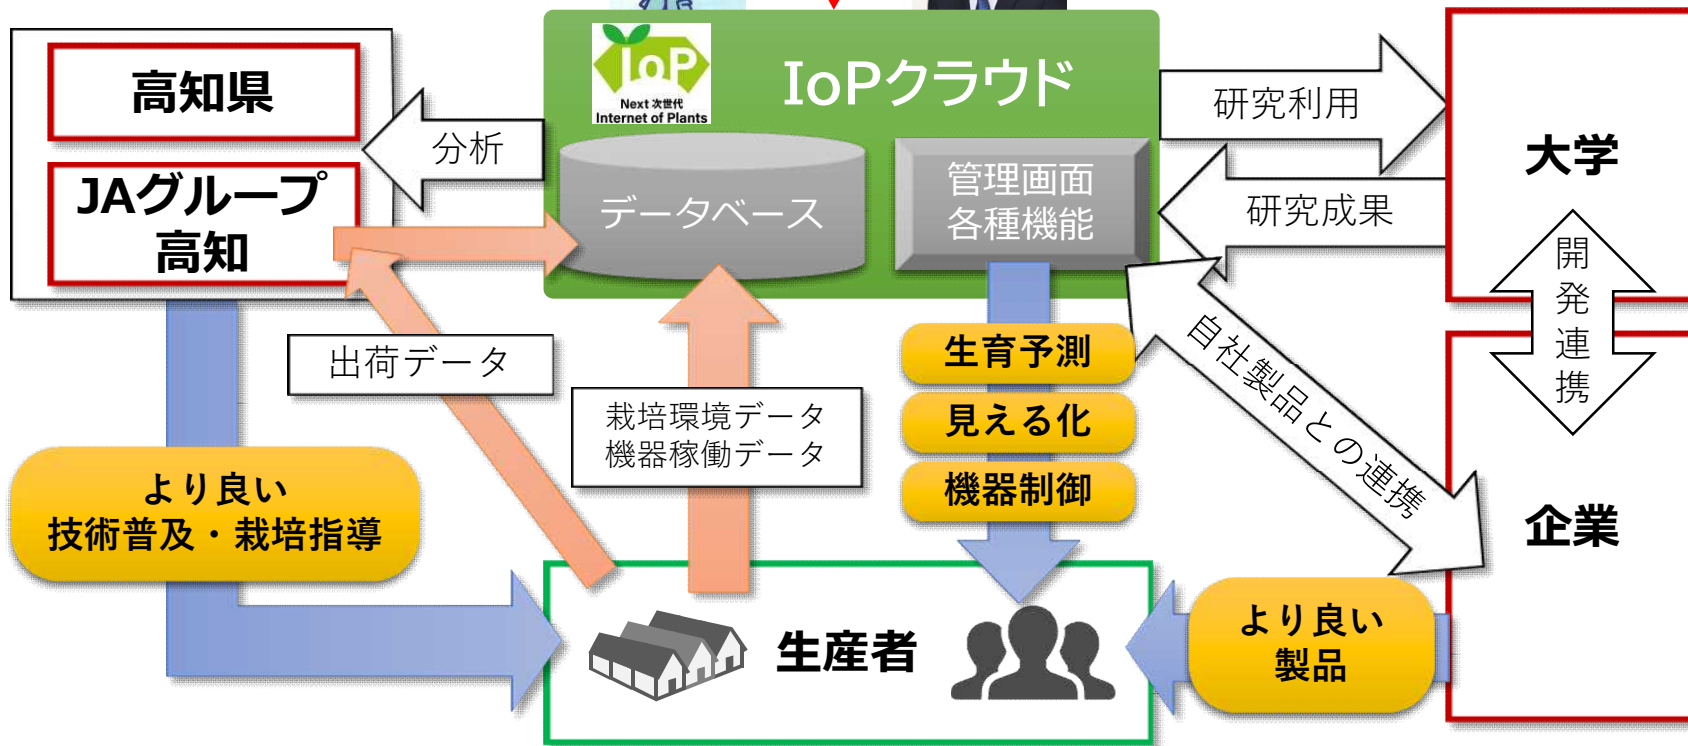 高知県
JAグループ
高知
分析
IoP
Next 次世代
Internet of Plants
IoPクラウド
データベース
管理画面
各種機能
研究利用
研究成果
大学
開発連携
企業
自社製品との連携
出荷データ
栽培環境データ
機器稼働データ
生育予測
見える化
機器制御
より良い
技術普及・栽培指導
生産者
より良い
製品